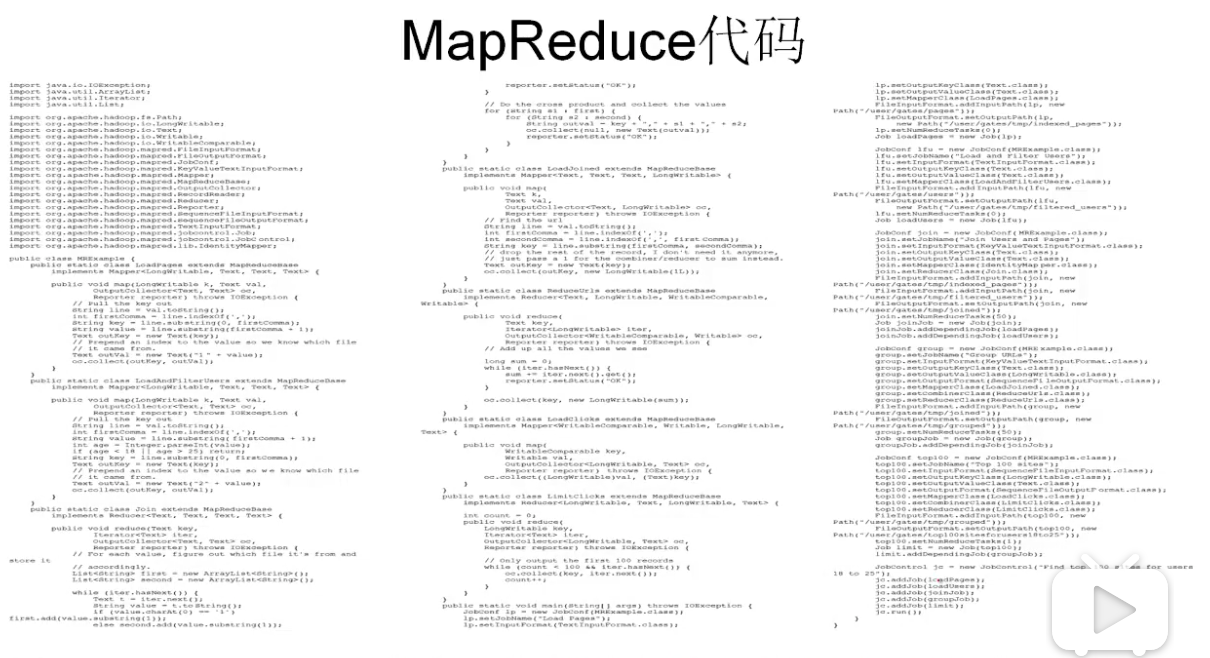 MapReduce代码
import java.io.IOException;
import java.util.ArrayList;
import java.util.Iterator;
import java.util.List;
import org.apache.hadoop.fs.Path;
import org.apache.hadoop.io.LongWritable;
import org.apache.hadoop.io.Text;
import org.apache.hadoop.io.Writable;
import org.apache.hadoop.io.WritableComparable;
import org.apache.hadoop.mapred.FileInputFormat;
import org.apache.hadoop.mapred.FileOutputFormat;
import org.apache.hadoop.mapred.JobConf;
import org.apache.hadoop.mapred.KeyValueTextInputFormat;
import org.apache.hadoop.mapred.Mapper;
import org.apache.hadoop.mapred.MapReduceBase;
import org.apache.hadoop.mapred.OutputCollector;
import org.apache.hadoop.mapred.RecordReader;
import org.apache.hadoop.mapred.Reducer;
import org.apache.hadoop.mapred.Reporter;
import org.apache.hadoop.mapred.SequenceFileInputFormat;
import org.apache.hadoop.mapred.SequenceFileOutputFormat;
import org.apache.hadoop.mapred.TextInputFormat;
import org.apache.hadoop.mapred.jobcontrol.Job;
import org.apache.hadoop.mapred.jobcontrol.JobControl;
import org.apache.hadoop.mapred.lib.IdentityMapper;
public class MRExample {
public static class LoadPages extends MapReduceBase
implements Mapper<LongWritable, Text, Text, Text> {
public void map(LongWritable k, Text val,
OutputCollector<Text, Text> oc,
Reporter reporter) throws IOException {
// Pull the key out
String line = val.toString();
int firstComma = line.indexOf(',');
String key = line.substring(0, firstComma);
String value = line.substring(firstComma + 1);
Text outKey = new Text(key);
// Prepend an index to the value so we know which file
// it came from.
Text outVal = new Text("1" + value);
oc.collect(outKey, outVal);
}
}
public static class LoadAndFilterUsers extends MapReduceBase
implements Mapper<LongWritable, Text, Text, Text> {
public void map(LongWritable k, Text val,
OutputCollector<Text, Text> oc,
Reporter reporter) throws IOException {
// Pull the key out
String line = val.toString();
int firstComma = line.indexOf(',');
String value = line.substring(firstComma + 1);
int age = Integer.parseInt(value);
if (age < 18 || age > 25) return;
String key = line.substring(0, firstComma);
Text outKey = new Text(key);
// Prepend an index to the value so we know which file
// it came from.
Text outVal = new Text("2" + value);
oc.collect(outKey, outVal);
}
}
public static class Join extends MapReduceBase
implements Reducer<Text, Text, Text, Text> {
public void reduce(Text key,
Iterator<Text> iter,
OutputCollector<Text, Text> oc,
Reporter reporter) throws IOException {
// For each value, figure out which file it's from and
store it
// accordingly.
List<String> first = new ArrayList<String>();
List<String> second = new ArrayList<String>();
while (iter.hasNext()) {
Text t = iter.next();
String value = t.toString();
if (value.charAt(0) == '1')
first.add(value.substring(1));
else second.add(value.substring(1));
reporter.setStatus("OK");
}
// Do the cross product and collect the values
for (String s1 : first) {
for (String s2 : second) {
String outval = key + "," + s1 + "," + s2;
oc.collect(null, new Text(outval));
reporter.setStatus("OK");
}
}
}
}
public static class LoadJoined extends MapReduceBase
implements Mapper<Text, Text, Text, LongWritable> {
public void map(
Text k,
Text val,
OutputCollector<Text, LongWritable> oc,
Reporter reporter) throws IOException {
// Find the url
String line = val.toString();
int firstComma = line.indexOf(',');
int secondComma = line.indexOf(',', firstComma);
String key = line.substring(firstComma, secondComma);
// drop the rest of the record, I don't need it anymore,
// just pass a 1 for the combiner/reducer to sum instead.
Text outKey = new Text(key);
oc.collect(outKey, new LongWritable(1L));
}
}
public static class ReduceUrls extends MapReduceBase
implements Reducer<Text, LongWritable, WritableComparable,
Writable> {
public void reduce(
Text key,
Iterator<LongWritable> iter,
OutputCollector<WritableComparable, Writable> oc,
Reporter reporter) throws IOException {
// Add up all the values we see
long sum = 0;
while (iter.hasNext()) {
sum += iter.next().get();
reporter.setStatus("OK");
}
oc.collect(key, new LongWritable(sum));
}
}
public static class LoadClicks extends MapReduceBase
implements Mapper<WritableComparable, Writable, LongWritable,
Text> {
public void map(
WritableComparable key,
Writable val,
OutputCollector<LongWritable, Text> oc,
Reporter reporter) throws IOException {
oc.collect((LongWritable)val, (Text)key);
}
}
public static class LimitClicks extends MapReduceBase
implements Reducer<LongWritable, Text, LongWritable, Text> {
int count = 0;
public void reduce(
LongWritable key,
Iterator<Text> iter,
OutputCollector<LongWritable, Text> oc,
Reporter reporter) throws IOException {
// Only output the first 100 records
while (count < 100 && iter.hasNext()) {
oc.collect(key, iter.next());
count++;
}
}
}
public static void main(String[] args) throws IOException {
JobConf lp = new JobConf(MRExample.class);
lp.setJobName("Load Pages");
lp.setInputFormat(TextInputFormat.class);
lp.setOutputKeyClass(Text.class);
lp.setOutputValueClass(Text.class);
lp.setMapperClass(LoadPages.class);
FileInputFormat.addInputPath(lp, new
Path("/user/gates/pages"));
FileOutputFormat.setOutputPath(lp,
new Path("/user/gates/tmp/indexed_pages"));
lp.setNumReduceTasks(0);
Job loadPages = new Job(lp);
JobConf lfu = new JobConf(MRExample.class);
lfu.setJobName("Load and Filter Users");
lfu.setInputFormat(TextInputFormat.class);
lfu.setOutputKeyClass(Text.class);
lfu.setOutputValueClass(Text.class);
lfu.setMapperClass(LoadAndFilterUsers.class);
FileInputFormat.addInputPath(lfu, new
Path("/user/gates/users"));
FileOutputFormat.setOutputPath(lfu,
new Path("/user/gates/tmp/filtered_users"));
lfu.setNumReduceTasks(0);
Job loadUsers = new Job(lfu);
JobConf join = new JobConf(MRExample.class);
join.setJobName("Join Users and Pages");
join.setInputFormat(KeyValueTextInputFormat.class);
join.setOutputKeyClass(Text.class);
join.setOutputValueClass(Text.class);
join.setMapperClass(IdentityMapper.class);
join.setReducerClass(Join.class);
FileInputFormat.addInputPath(join, new
Path("/user/gates/tmp/indexed_pages"));
FileInputFormat.addInputPath(join, new
Path("/user/gates/tmp/filtered_users"));
FileOutputFormat.setOutputPath(join, new
Path("/user/gates/tmp/joined"));
join.setNumReduceTasks(50);
Job joinJob = new Job(join);
joinJob.addDependingJob(loadPages);
joinJob.addDependingJob(loadUsers);
JobConf group = new JobConf(MRExample.class);
group.setJobName("Group URLs");
group.setInputFormat(KeyValueTextInputFormat.class);
group.setOutputKeyClass(Text.class);
group.setOutputValueClass(LongWritable.class);
group.setOutputFormat(SequenceFileOutputFormat.class);
group.setMapperClass(LoadJoined.class);
group.setCombinerClass(ReduceUrls.class);
group.setReducerClass(ReduceUrls.class);
FileInputFormat.addInputPath(group, new
Path("/user/gates/tmp/joined"));
FileOutputFormat.setOutputPath(group, new
Path("/user/gates/tmp/grouped"));
group.setNumReduceTasks(50);
Job groupJob = new Job(group);
groupJob.addDependingJob(joinJob);
JobConf top100 = new JobConf(MRExample.class);
top100.setJobName("Top 100 sites");
top100.setInputFormat(SequenceFileInputFormat.class);
top100.setOutputKeyClass(LongWritable.class);
top100.setOutputValueClass(Text.class);
top100.setOutputFormat(SequenceFileOutputFormat.class);
top100.setMapperClass(LoadClicks.class);
top100.setCombinerClass(LimitClicks.class);
top100.setReducerClass(LimitClicks.class);
FileInputFormat.addInputPath(top100, new
Path("/user/gates/tmp/grouped"));
FileOutputFormat.setOutputPath(top100, new
Path("/user/gates/top100sitesforusers18to25"));
top100.setNumReduceTasks(1);
Job limit = new Job(top100);
limit.addDependingJob(groupJob);
JobControl jc = new JobControl("Find top 100 sites for users
18 to 25");
jc.addJob(loadPages);
jc.addJob(loadUsers);
jc.addJob(joinJob);
jc.addJob(groupJob);
jc.addJob(limit);
jc.run();
}
}